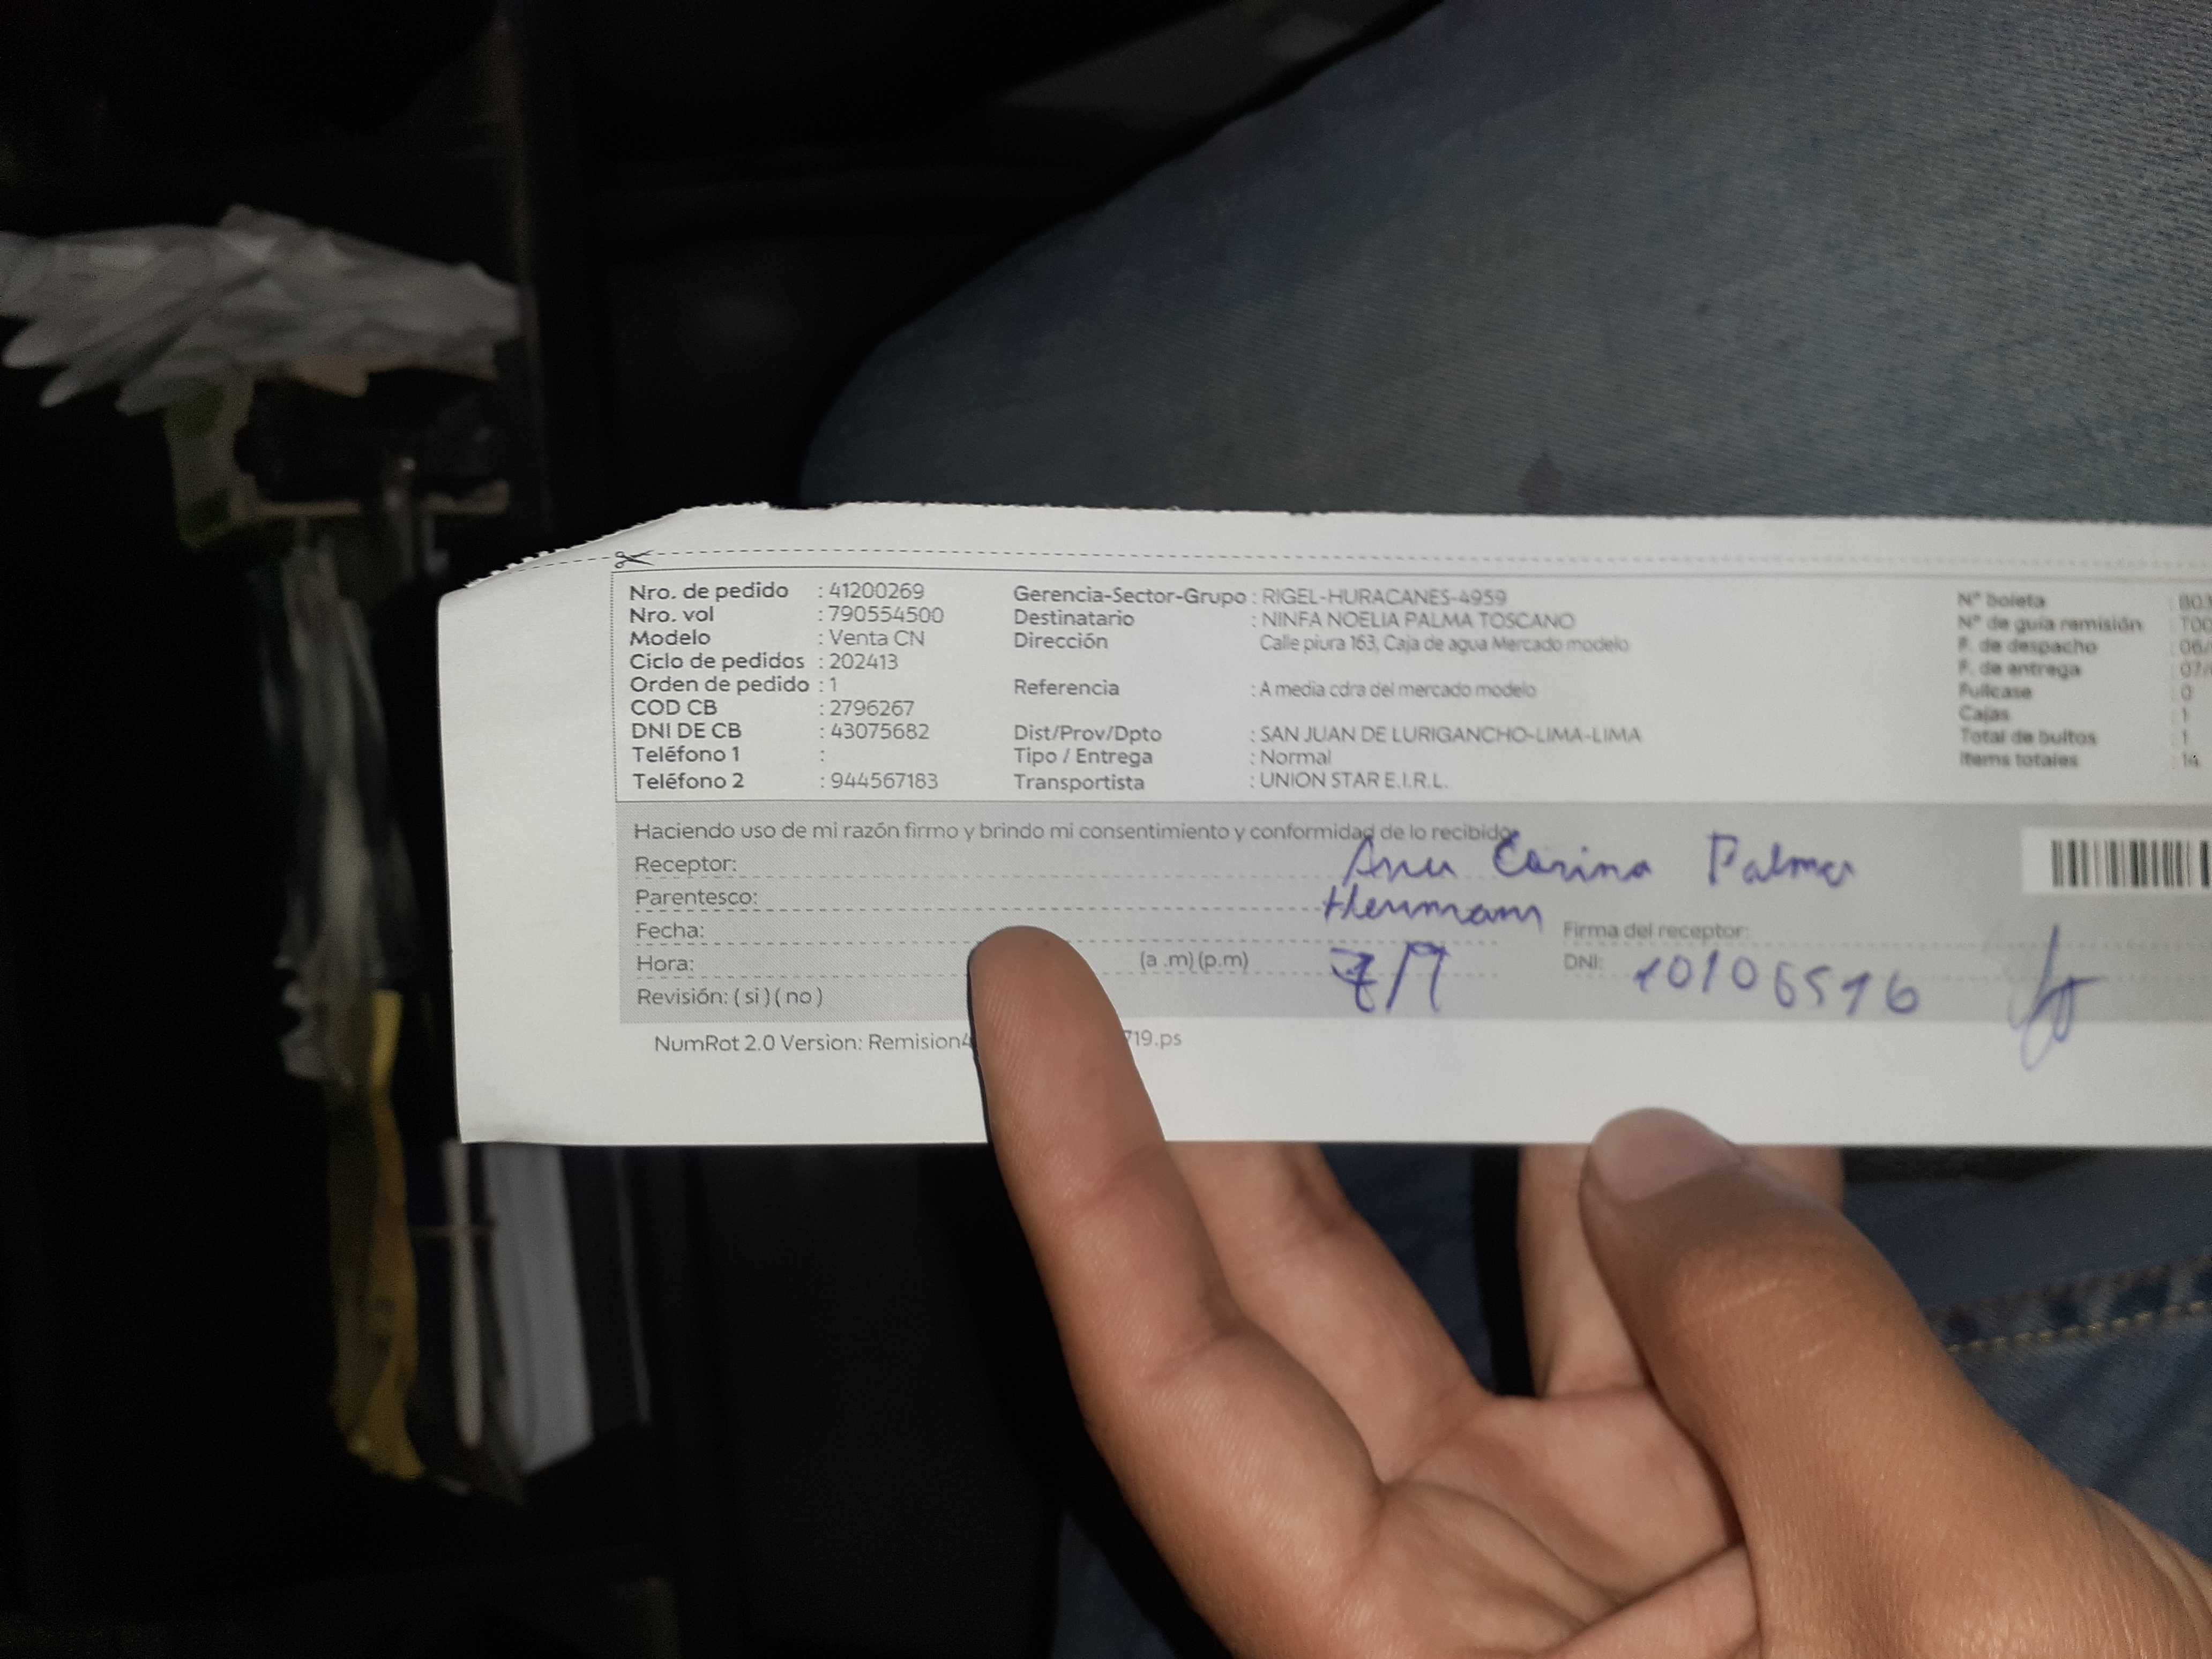 Nro. de pedido : 41200269 Gerencia-Sector-Grupo : RIGEL-HURACANES-4959 N° boleta : B03
Nro. vol : 790554500 Destinatario : NINFA NOELIA PALMA TOSCANO N° de guía remisión : T00
Modelo : Venta CN Dirección Calle piura 163, Caja de agua Mercado modelo F. de despacho : 06/
Ciclo de pedidos : 202413 F. de entrega : 07/
Orden de pedido : 1 Referencia : A media cdra del mercado modelo Fullcase : 0
COD CB : 2796267 Cajas : 1
DNI DE CB : 43075682 Dist/Prov/Dpto : SAN JUAN DE LURIGANCHO-LIMA-LIMA Total de bultos : 1
Teléfono 1 : Tipo / Entrega : Normal Items totales : 14
Teléfono 2 : 944567183 Transportista : UNION STAR E.I.R.L.
Haciendo uso de mi razón firmo y brindo mi consentimiento y conformidad de lo recibido
Receptor: Ana Carina Palma
Parentesco:
Fecha: Firma del receptor:
Hora: (a .m) (p.m) 7/7 DNI: 10106516
Revisión: ( si ) ( no )
NumRot 2.0 Version: Remision4 719.ps